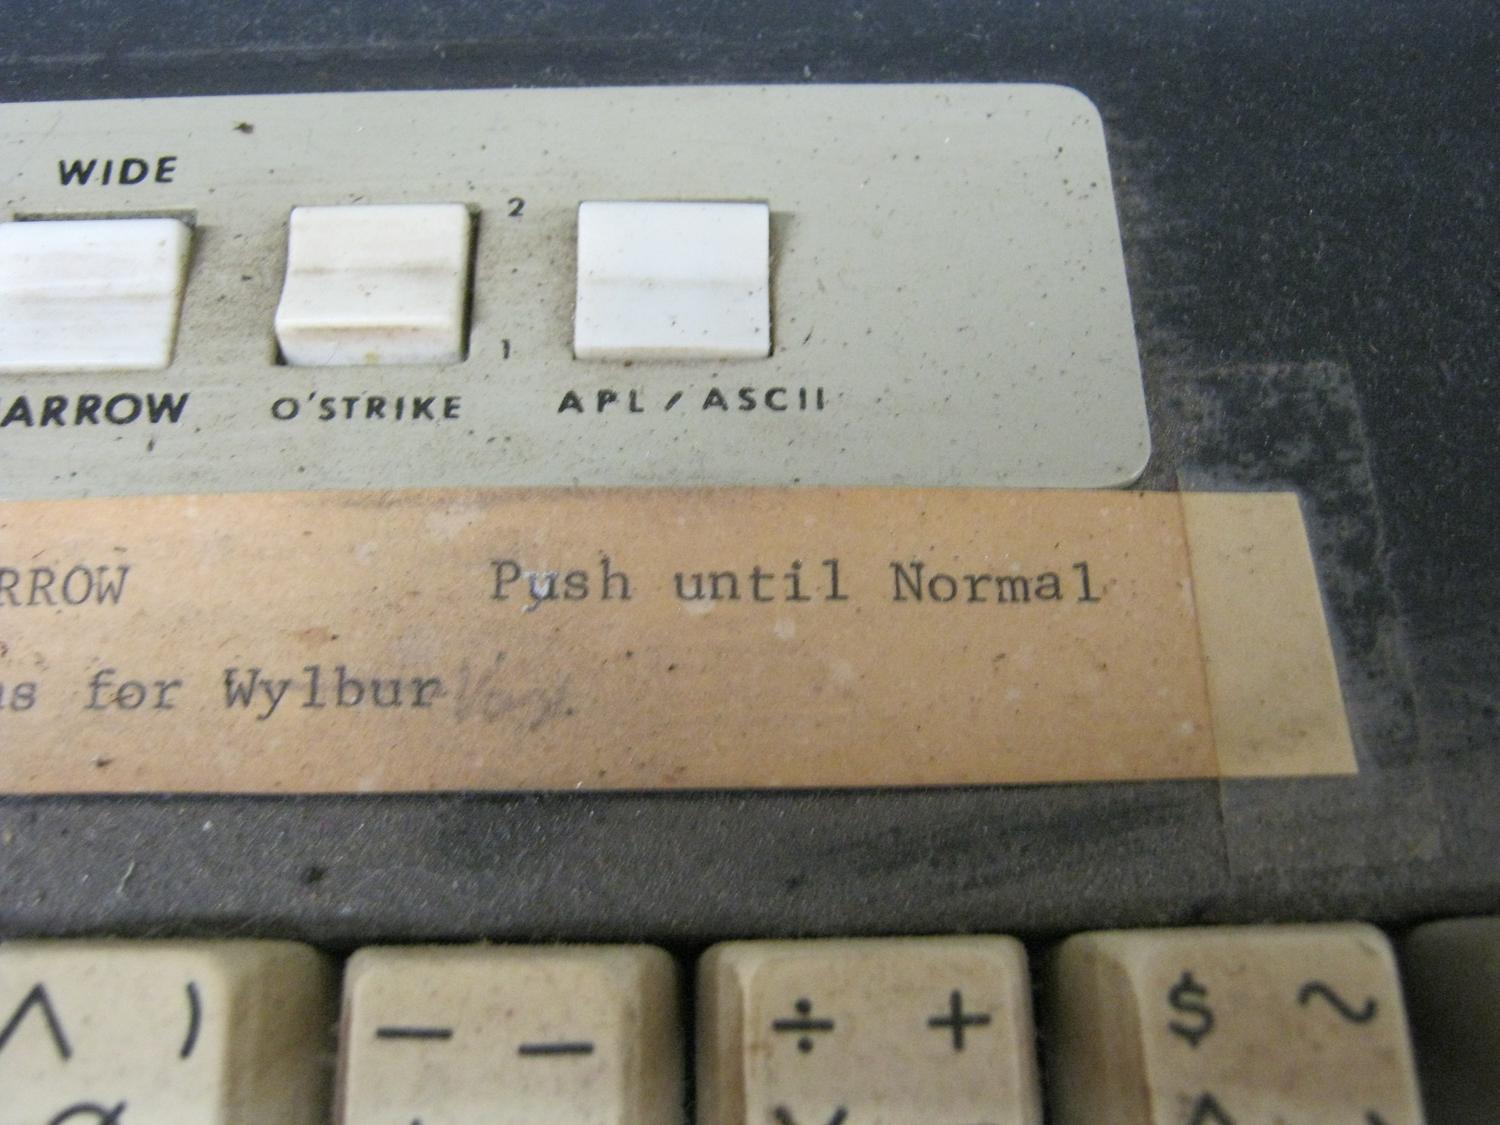 WIDE
2
1
ARROW O'STRIKE APL / ASCII
RROW Push until Normal
s for Wylbur
∧ ) — _ ÷ + $ ~